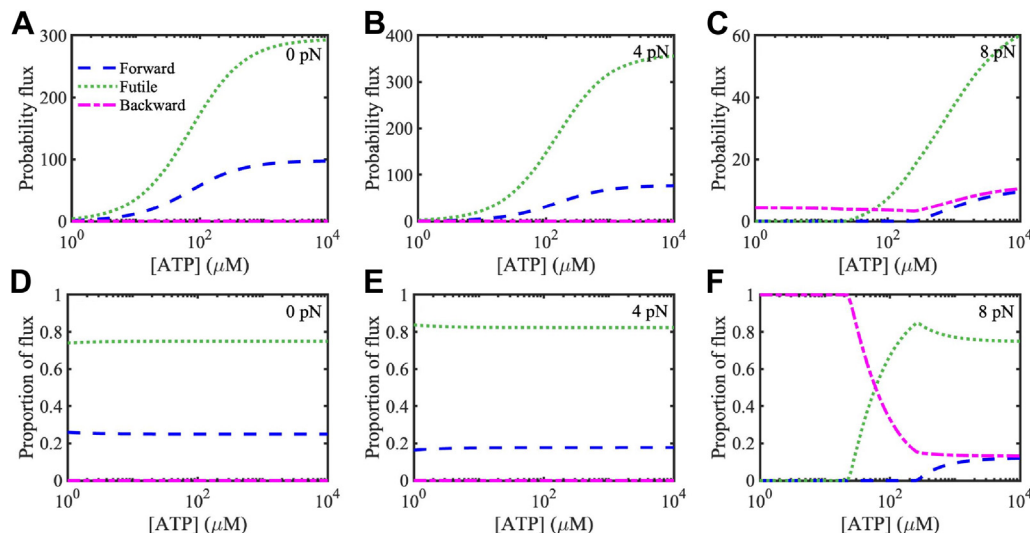 A
B
C
300
200
100
0
Probability flux
0 pN
Forward
Futile
Backward
10^0
10^2
10^4
[ATP] (μM)
400
300
200
100
0
Probability flux
4 pN
10^0
10^2
10^4
[ATP] (μM)
60
40
20
0
Probability flux
8 pN
10^0
10^2
10^4
[ATP] (μM)
D
E
F
1
0.8
0.6
0.4
0.2
0
Proportion of flux
0 pN
10^0
10^2
10^4
[ATP] (μM)
1
0.8
0.6
0.4
0.2
0
Proportion of flux
4 pN
10^0
10^2
10^4
[ATP] (μM)
1
0.8
0.6
0.4
0.2
0
Proportion of flux
8 pN
10^0
10^2
10^4
[ATP] (μM)